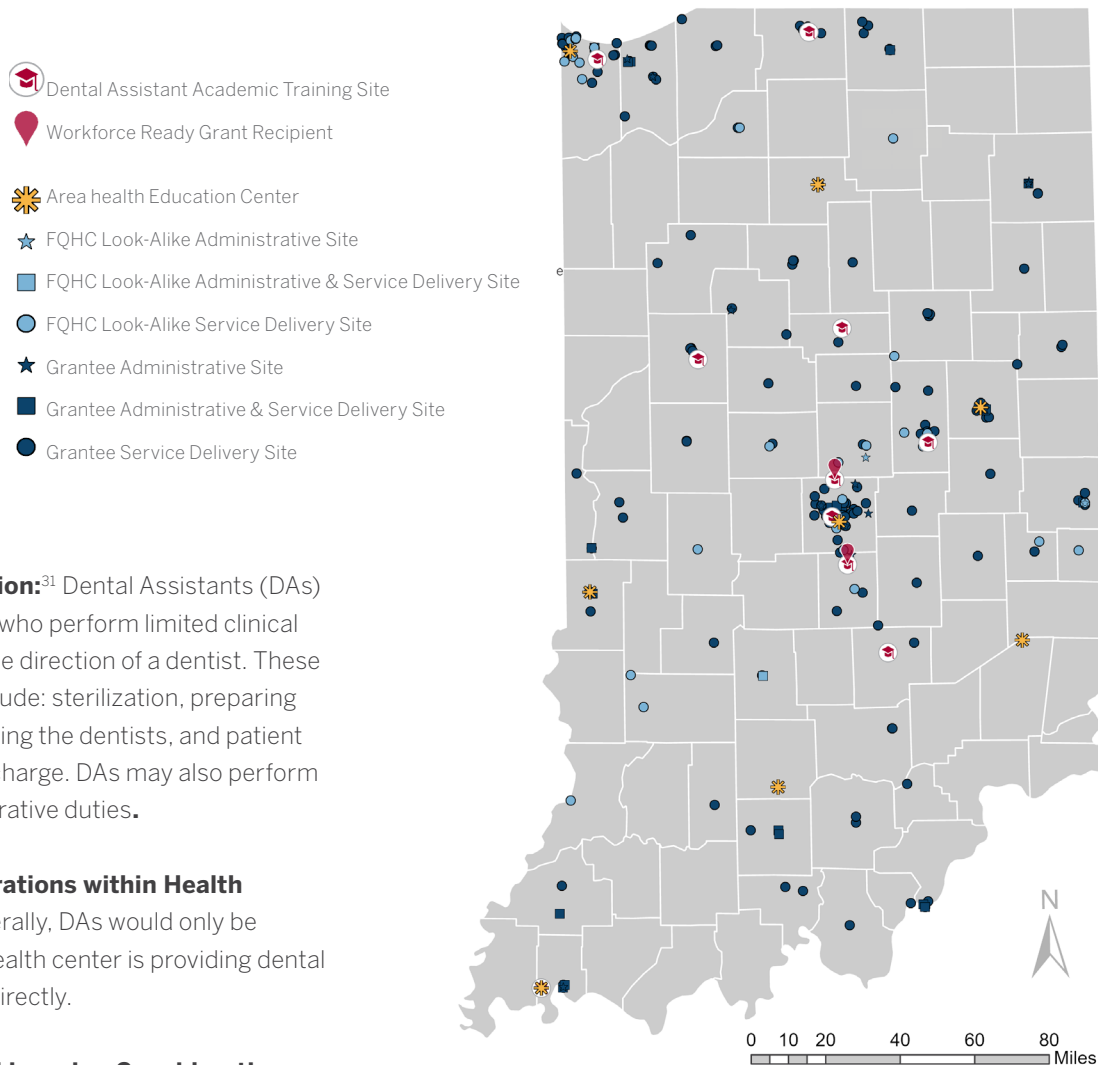 Dental Assistant Academic Training Site
Workforce Ready Grant Recipient
Area health Education Center
FQHC Look-Alike Administrative Site
FQHC Look-Alike Administrative & Service Delivery Site
FQHC Look-Alike Service Delivery Site
Grantee Administrative Site
Grantee Administrative & Service Delivery Site
Grantee Service Delivery Site
e
ion:31 Dental Assistants (DAs)
who perform limited clinical
e direction of a dentist. These
ude: sterilization, preparing
ing the dentists, and patient
charge. DAs may also perform
rative duties.
rations within Health
erally, DAs would only be
ealth center is providing dental
directly.
N
0 10 20 40 60 80
Miles